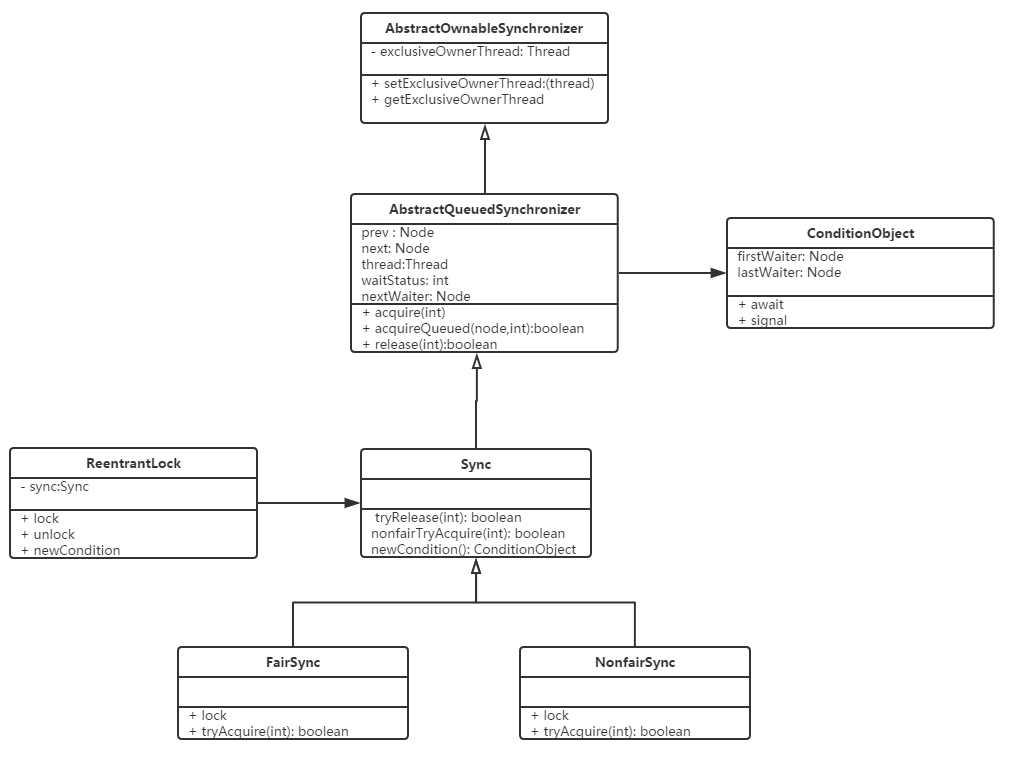 AbstractOwnableSynchronizer
- exclusiveOwnerThread: Thread
+ setExclusiveOwnerThread:(thread)
+ getExclusiveOwnerThread
AbstractQueuedSynchronizer
prev : Node
next: Node
thread:Thread
waitStatus: int
nextWaiter: Node
+ acquire(int)
+ acquireQueued(node,int):boolean
+ release(int):boolean
ConditionObject
firstWaiter: Node
lastWaiter: Node
+ await
+ signal
ReentrantLock
- sync:Sync
+ lock
+ unlock
+ newCondition
Sync
tryRelease(int): boolean
nonfairTryAcquire(int): boolean
newCondition(): ConditionObject
FairSync
+ lock
+ tryAcquire(int): boolean
NonfairSync
+ lock
+ tryAcquire(int): boolean